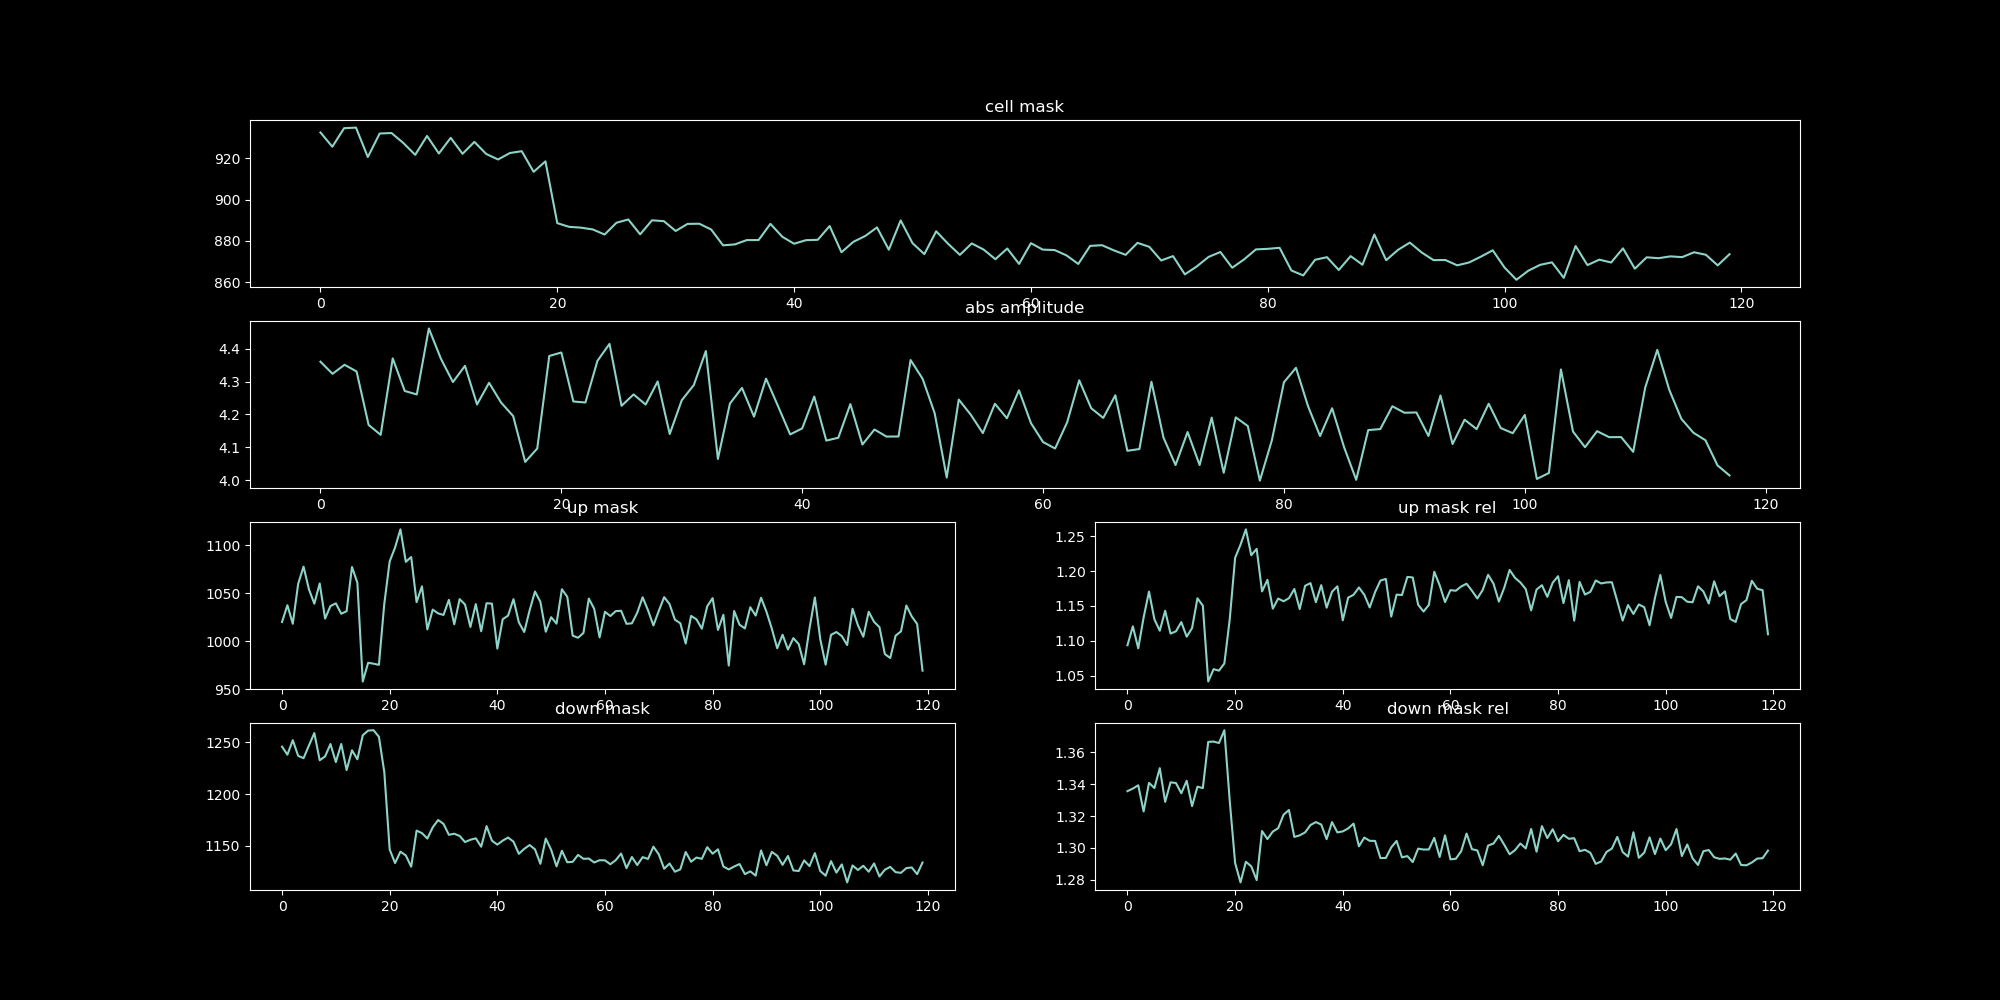 cell mask
920
900
880
860
0 20 40 60 80 100 120
abs amplitude
4.4
4.3
4.2
4.1
4.0
0 20 40 60 80 100 120
up mask
1100
1050
1000
950
0 20 40 60 80 100 120
up mask rel
1.25
1.20
1.15
1.10
1.05
0 20 40 60 80 100 120
down mask
1250
1200
1150
0 20 40 60 80 100 120
down mask rel
1.36
1.34
1.32
1.30
1.28
0 20 40 60 80 100 120